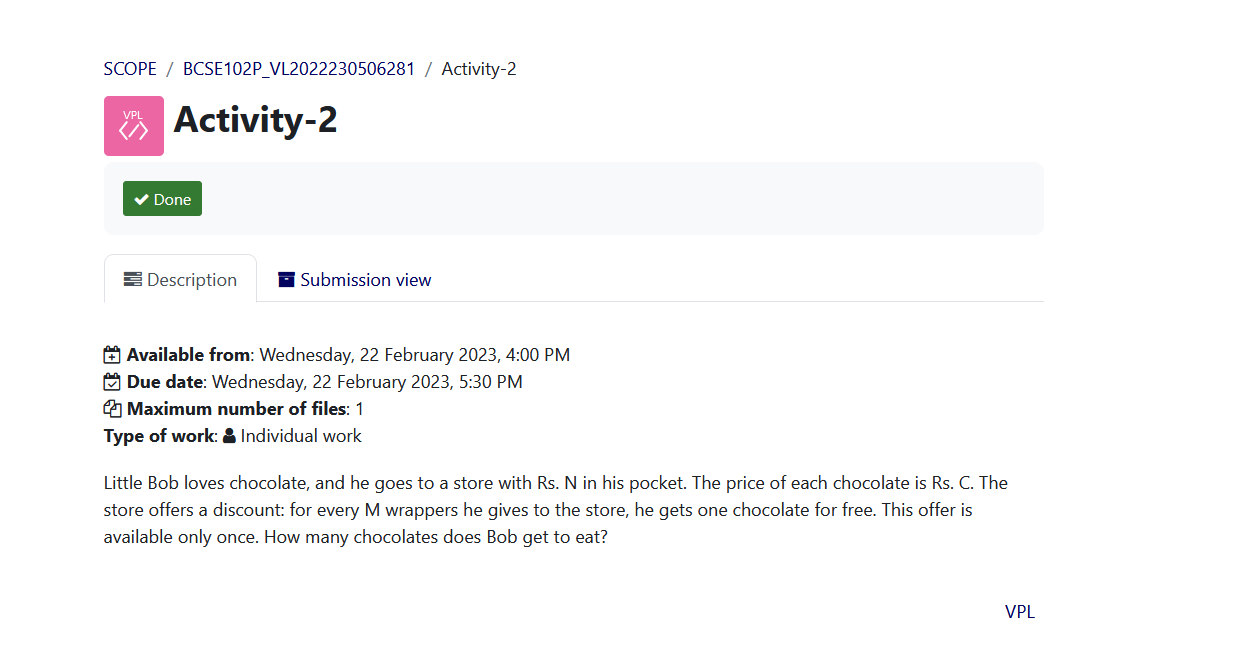 SCOPE / BCSE102P_VL2022230506281 / Activity-2
VPL
Activity-2
Done
Description Submission view
Available from: Wednesday, 22 February 2023, 4:00 PM
Due date: Wednesday, 22 February 2023, 5:30 PM
Maximum number of files: 1
Type of work: Individual work
Little Bob loves chocolate, and he goes to a store with Rs. N in his pocket. The price of each chocolate is Rs. C. The
store offers a discount: for every M wrappers he gives to the store, he gets one chocolate for free. This offer is
available only once. How many chocolates does Bob get to eat?
VPL